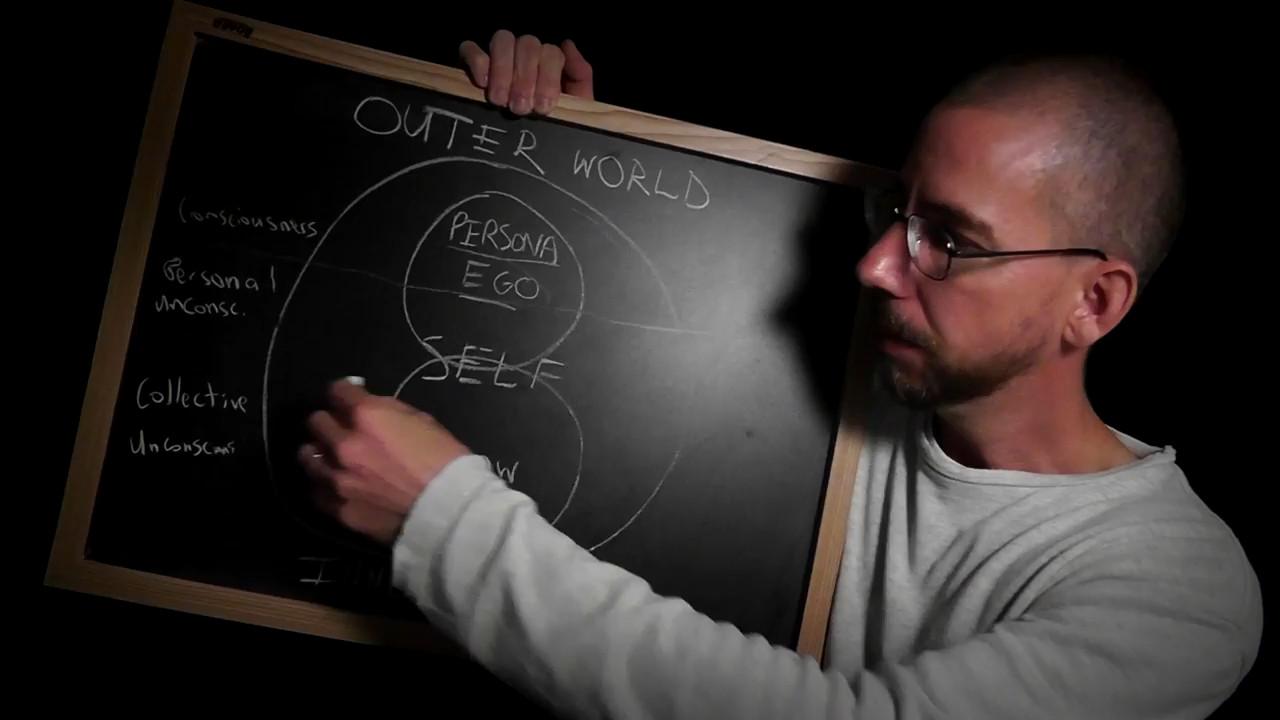 OUTER WORLD
Consciousness
PERSONA
EGO
Personal
Unconsc.
SELF
Collective
Unconscious